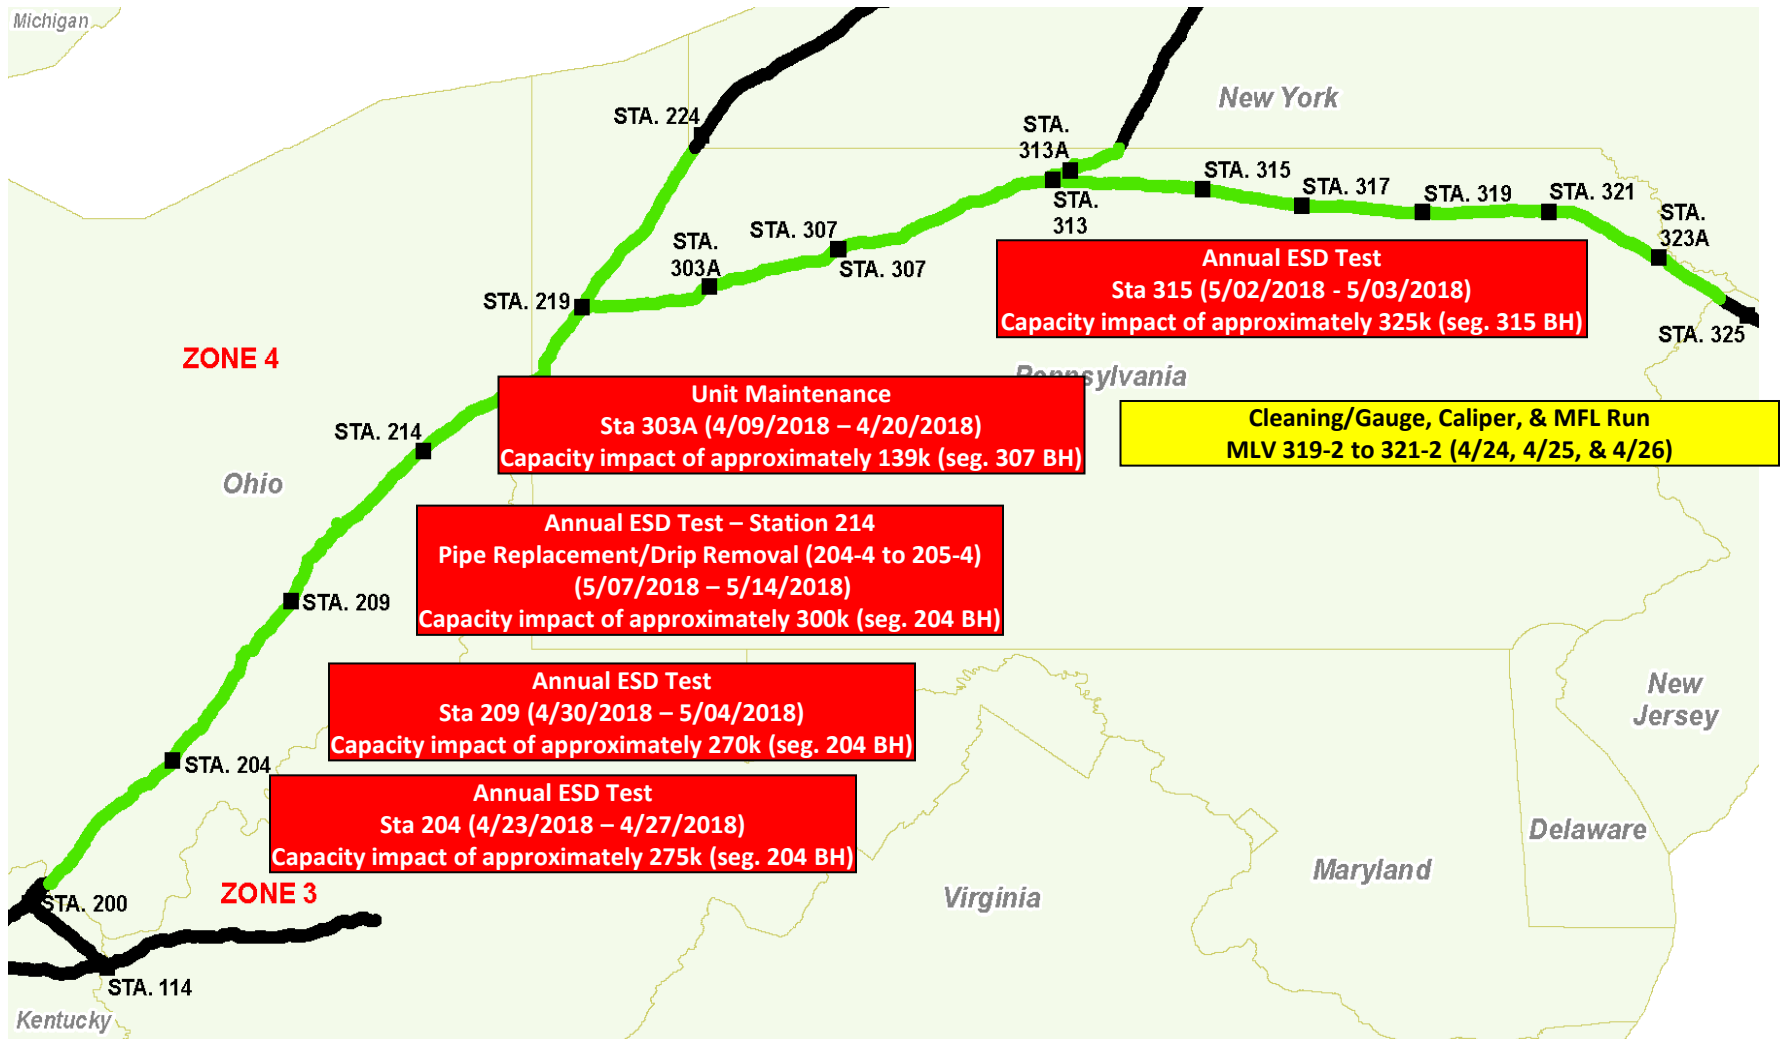 Michigan
New York
STA. 224
STA.
313A
STA. 315
STA. 317
STA. 319
STA. 321
STA.
323A
STA.
313
STA. 307
STA. 307
STA.
303A
STA. 219
STA. 325
Annual ESD Test
Sta 315 (5/02/2018 - 5/03/2018)
Capacity impact of approximately 325k (seg. 315 BH)
ZONE 4
Pennsylvania
Unit Maintenance
Sta 303A (4/09/2018 – 4/20/2018)
Capacity impact of approximately 139k (seg. 307 BH)
Cleaning/Gauge, Caliper, & MFL Run
MLV 319-2 to 321-2 (4/24, 4/25, & 4/26)
STA. 214
Ohio
Annual ESD Test – Station 214
Pipe Replacement/Drip Removal (204-4 to 205-4)
(5/07/2018 – 5/14/2018)
Capacity impact of approximately 300k (seg. 204 BH)
STA. 209
Annual ESD Test
Sta 209 (4/30/2018 – 5/04/2018)
Capacity impact of approximately 270k (seg. 204 BH)
New
Jersey
STA. 204
Annual ESD Test
Sta 204 (4/23/2018 – 4/27/2018)
Capacity impact of approximately 275k (seg. 204 BH)
Delaware
Maryland
Virginia
ZONE 3
STA. 200
STA. 114
Kentucky